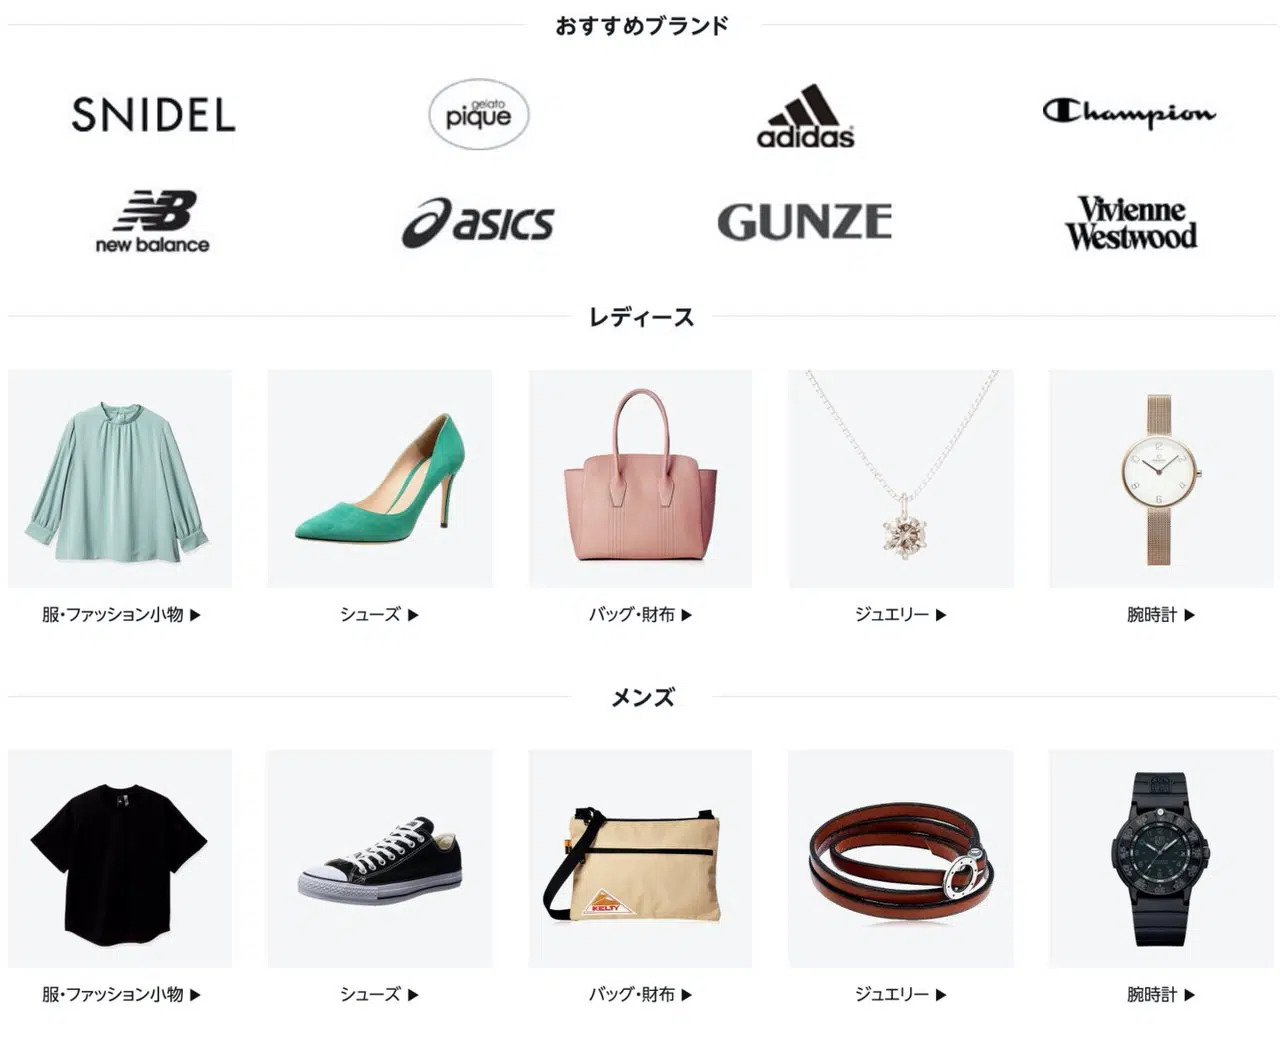 おすすめブランド
SNIDEL
gelato
pique
adidas
Champion
NB
new balance
asics
GUNZE
Vivienne
Westwood
レディース
服・ファッション小物 ▶
シューズ ▶
バッグ・財布 ▶
ジュエリー ▶
腕時計 ▶
メンズ
KELTY
服・ファッション小物 ▶
シューズ ▶
バッグ・財布 ▶
ジュエリー ▶
腕時計 ▶